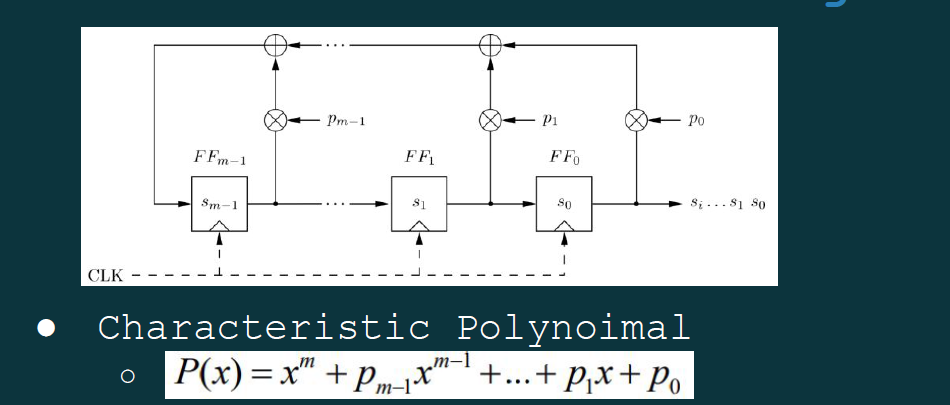 p_{m-1} p_1 p_0
FF_{m-1} FF_1 FF_0
s_{m-1} ... s_1 s_0 s_i ... s_1 s_0
CLK
Characteristic Polynoimal
P(x) = x^m + p_{m-1}x^{m-1} +...+ p_1x + p_0